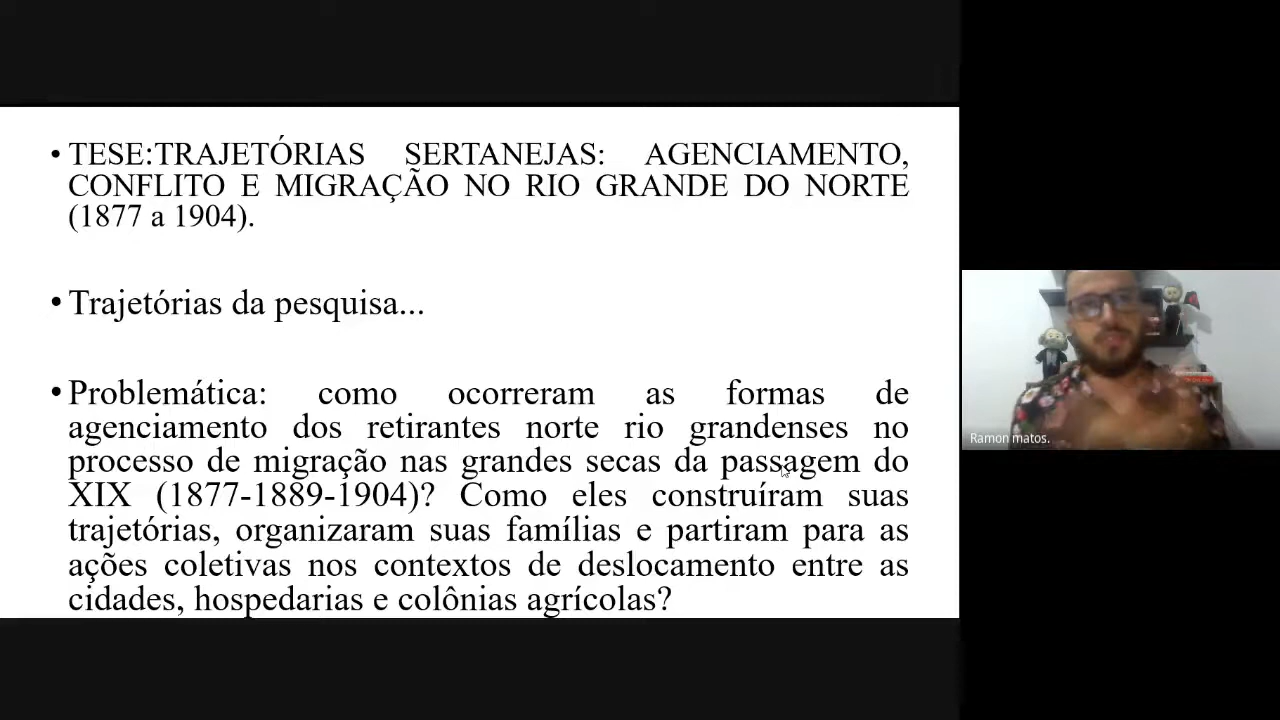 • TESE:TRAJETÓRIAS SERTANEJAS: AGENCIAMENTO,
CONFLITO E MIGRAÇÃO NO RIO GRANDE DO NORTE
(1877 a 1904).
• Trajetórias da pesquisa...
• Problemática: como ocorreram as formas de
agenciamento dos retirantes norte rio grandenses no
processo de migração nas grandes secas da passagem do
XIX (1877-1889-1904)? Como eles construíram suas
trajetórias, organizaram suas famílias e partiram para as
ações coletivas nos contextos de deslocamento entre as
cidades, hospedarias e colônias agrícolas?
Ramon matos.